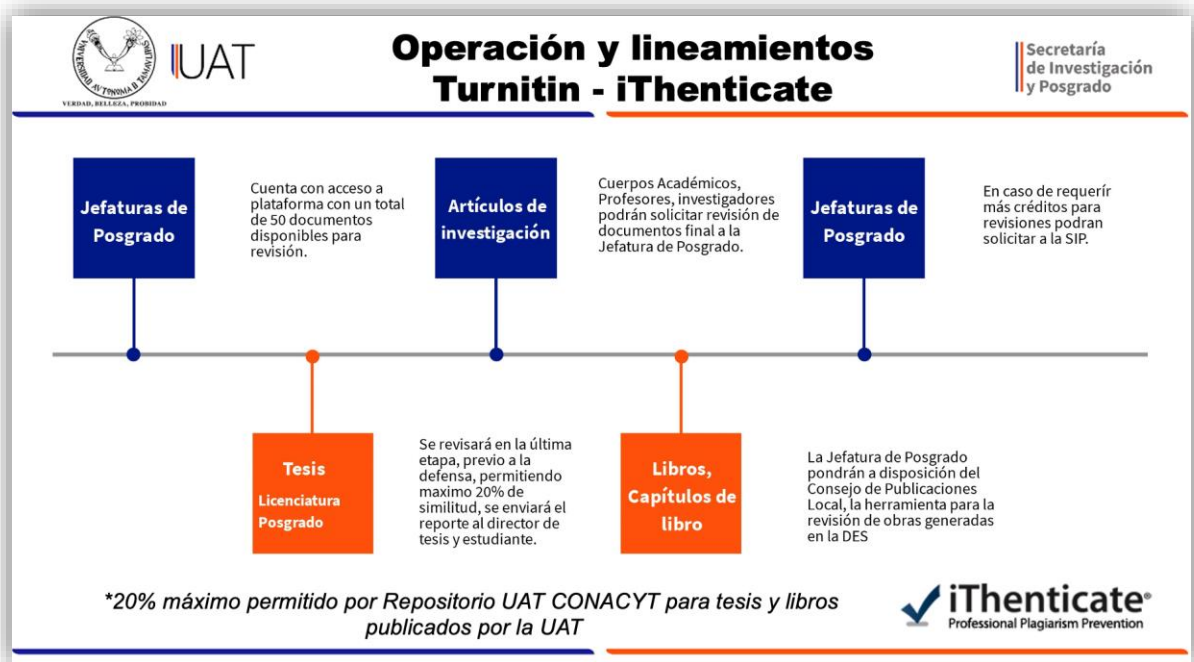 UNIVERSIDAD AUTONOMA D TAMAULIPAS
VERDAD, BELLEZA, PROBIDAD
UAT
Operación y lineamientos
Turnitin - iThenticate
Secretaría
de Investigación
y Posgrado
Jefaturas de
Posgrado
Cuenta con acceso a
plataforma con un total
de 50 documentos
disponibles para
revisión.
Artículos de
investigación
Cuerpos Académicos,
Profesores, investigadores
podrán solicitar revisión de
documentos final a la
Jefatura de Posgrado.
Jefaturas de
Posgrado
En caso de requerír
más créditos para
revisiones podran
solicitar a la SIP.
Tesis
Licenciatura
Posgrado
Se revisará en la última
etapa, previo a la
defensa, permitiendo
maximo 20% de
similitud, se enviará el
reporte al director de
tesis y estudiante.
Libros,
Capítulos de
libro
La Jefatura de Posgrado
pondrán a disposición del
Consejo de Publicaciones
Local, la herramienta para la
revisión de obras generadas
en la DES
*20% máximo permitido por Repositorio UAT CONACYT para tesis y libros
publicados por la UAT
iThenticate®
Professional Plagiarism Prevention